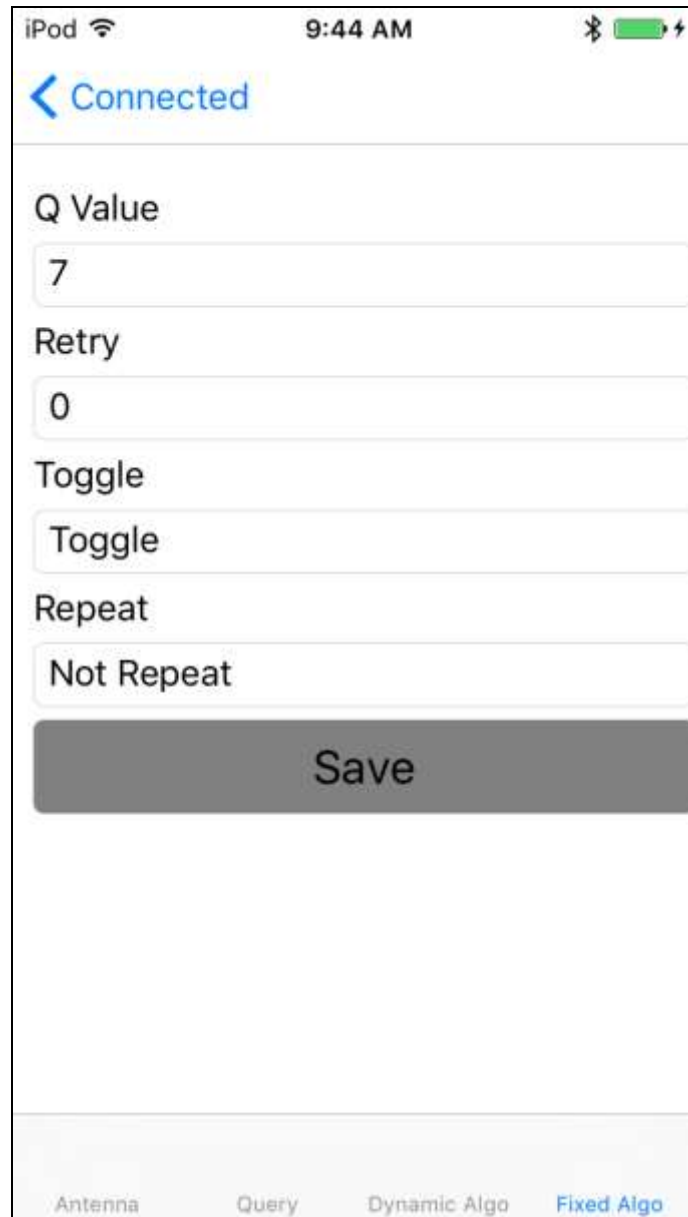 iPod 9:44 AM
Connected
Q Value
7
Retry
0
Toggle
Toggle
Repeat
Not Repeat
Save
Antenna Query Dynamic Algo Fixed Algo